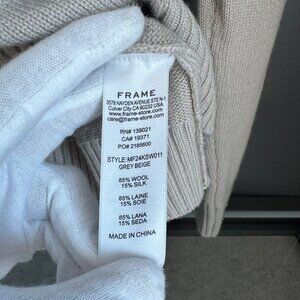 FRAME
3578 HAYDEN AVENUE STE N-1
Culver City CA 90232 USA
www.frame-store.com
care@frame-store.com
RN# 139021
CA# 19371
PO# 2185600
STYLE: MF24KSW011
GREY BEIGE
85% WOOL
15% SILK
85% LAINE
15% SOIE
85% LANA
15% SEDA
MADE IN CHINA